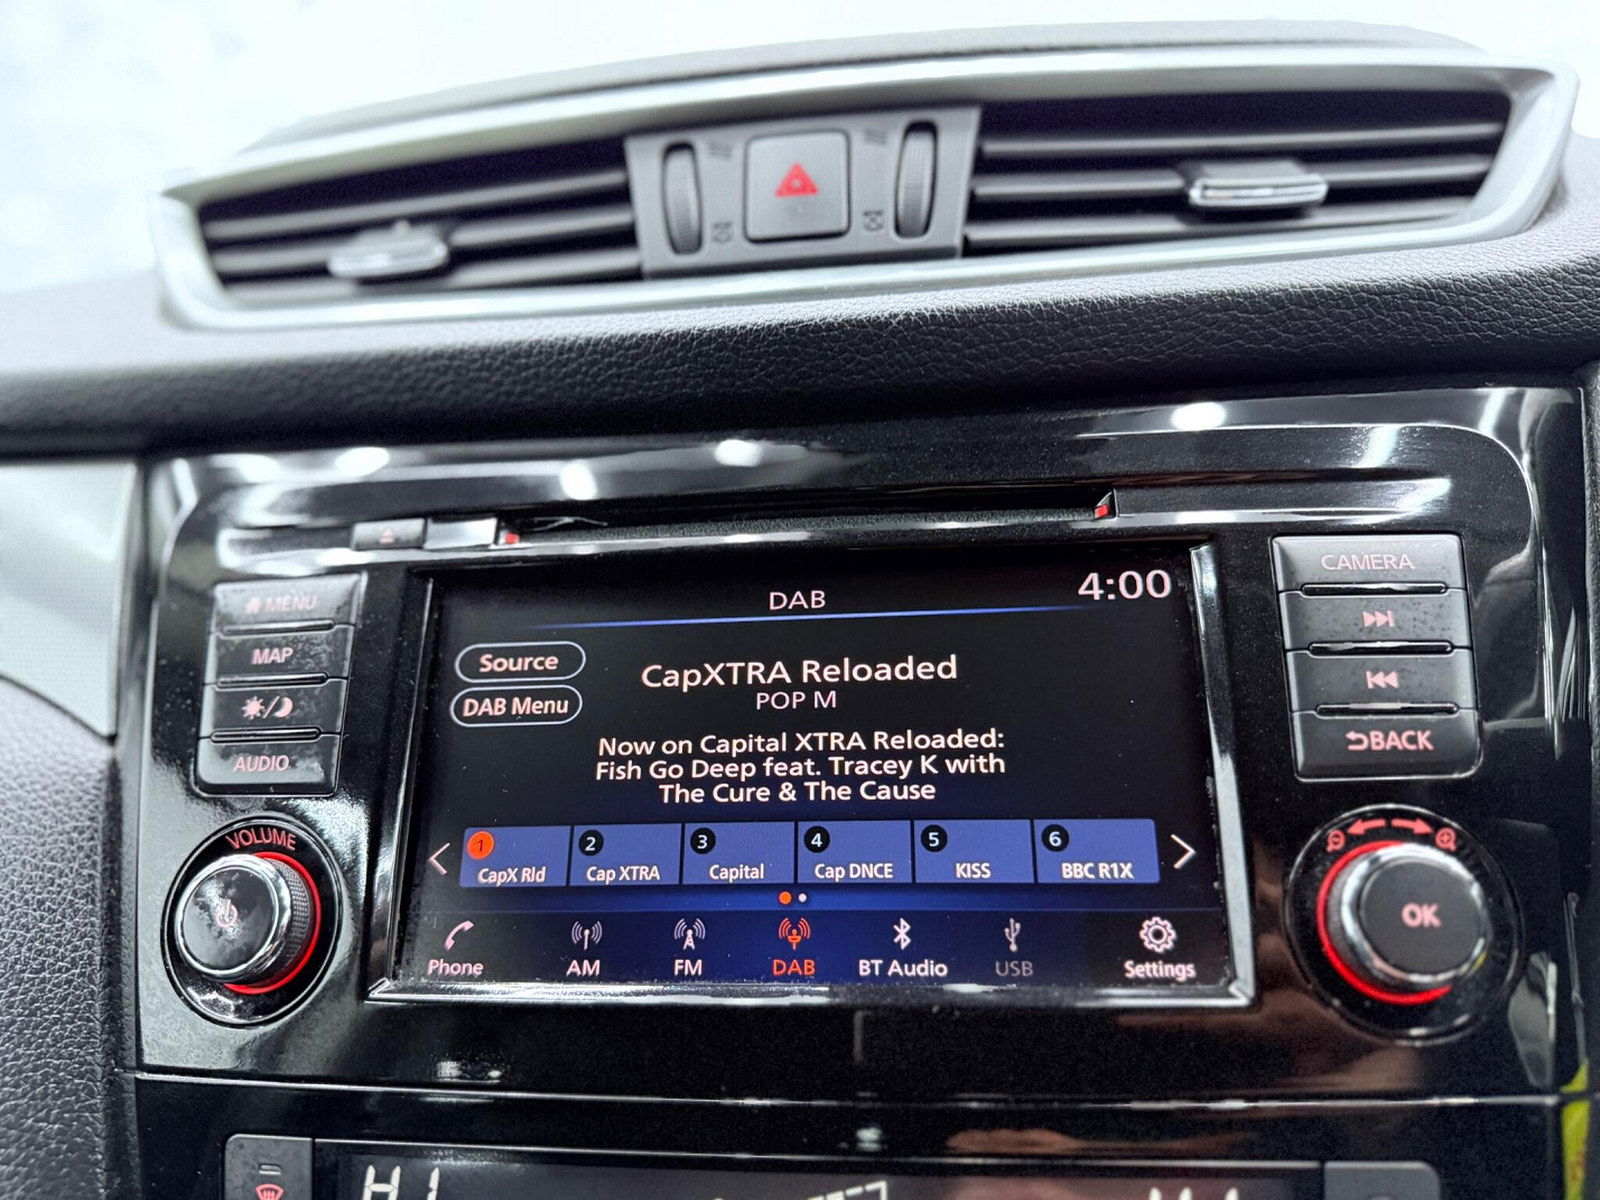 MENU
MAP
AUDIO
VOLUME
DAB
4:00
Source
DAB Menu
CapXTRA Reloaded
POP M
Now on Capital XTRA Reloaded:
Fish Go Deep feat. Tracey K with
The Cure & The Cause
1 2 3 4 5 6
CapX Rld Cap XTRA Capital Cap DNCE KISS BBC R1X
Phone AM FM DAB BT Audio USB Settings
CAMERA
BACK
OK
HI